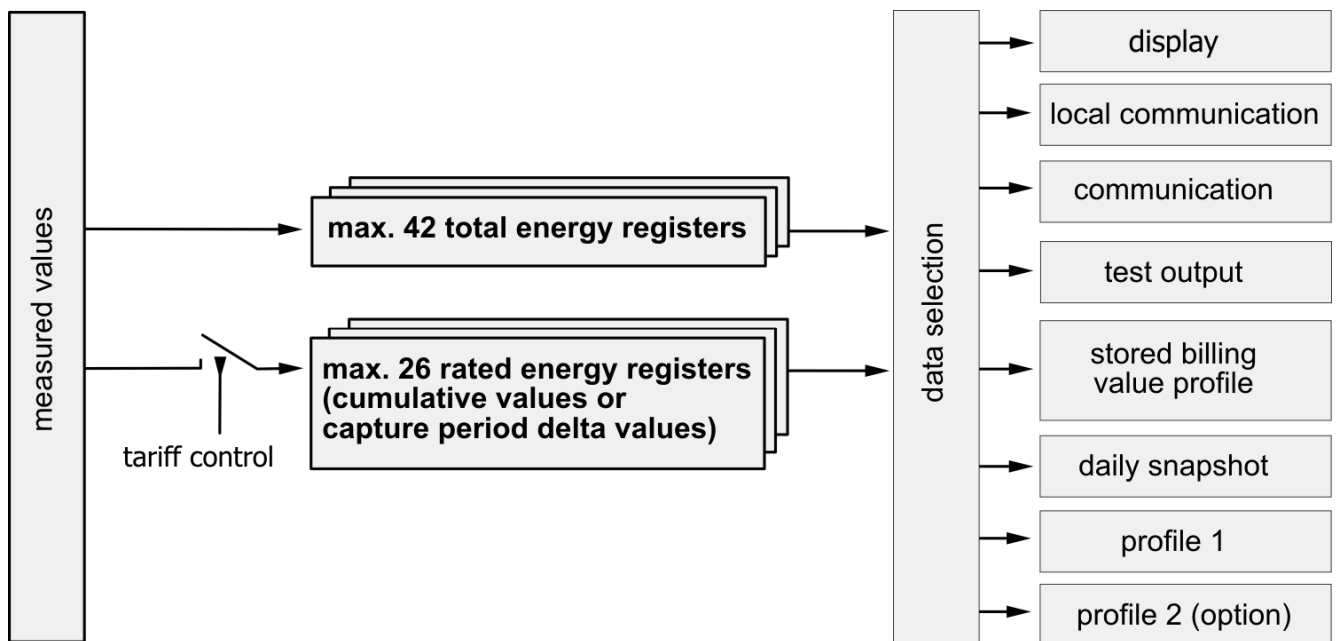 measured values
max. 42 total energy registers
max. 26 rated energy registers
(cumulative values or
capture period delta values)
tariff control
data selection
display
local communication
communication
test output
stored billing
value profile
daily snapshot
profile 1
profile 2 (option)